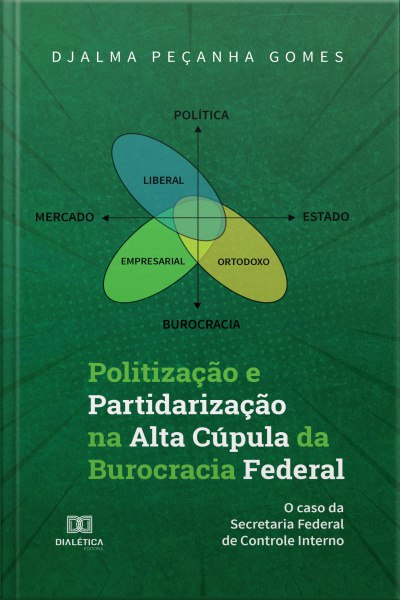 DJALMA PEÇANHA GOMES
POLÍTICA
LIBERAL
MERCADO
ESTADO
EMPRESARIAL
ORTODOXO
BUROCRACIA
Politização e
Partidarização
na Alta Cúpula da
Burocracia Federal
O caso da
Secretaria Federal
de Controle Interno
DIALÉTICA
EDITORA